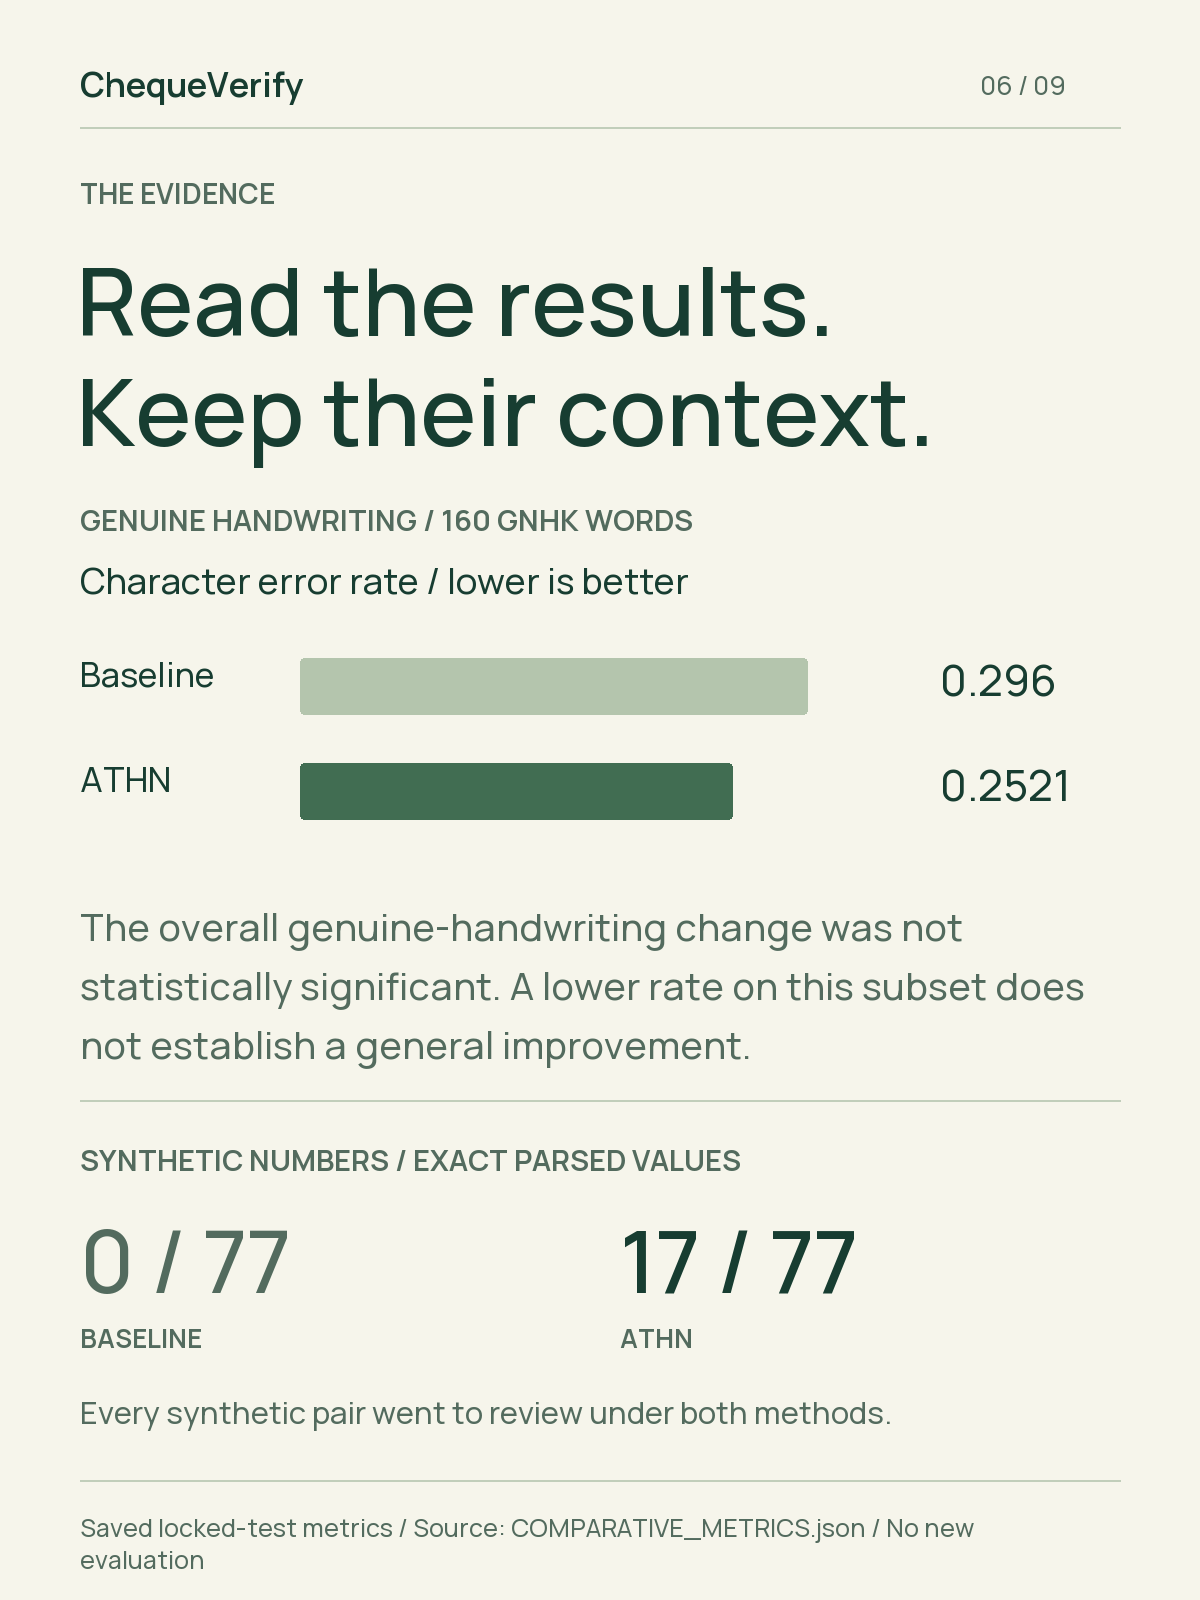 ChequeVerify
06 / 09
THE EVIDENCE
Read the results.
Keep their context.
GENUINE HANDWRITING / 160 GNHK WORDS
Character error rate / lower is better
Baseline 0.296
ATHN 0.2521
The overall genuine-handwriting change was not
statistically significant. A lower rate on this subset does
not establish a general improvement.
SYNTHETIC NUMBERS / EXACT PARSED VALUES
0 / 77
BASELINE
17 / 77
ATHN
Every synthetic pair went to review under both methods.
Saved locked-test metrics / Source: COMPARATIVE_METRICS.json / No new
evaluation